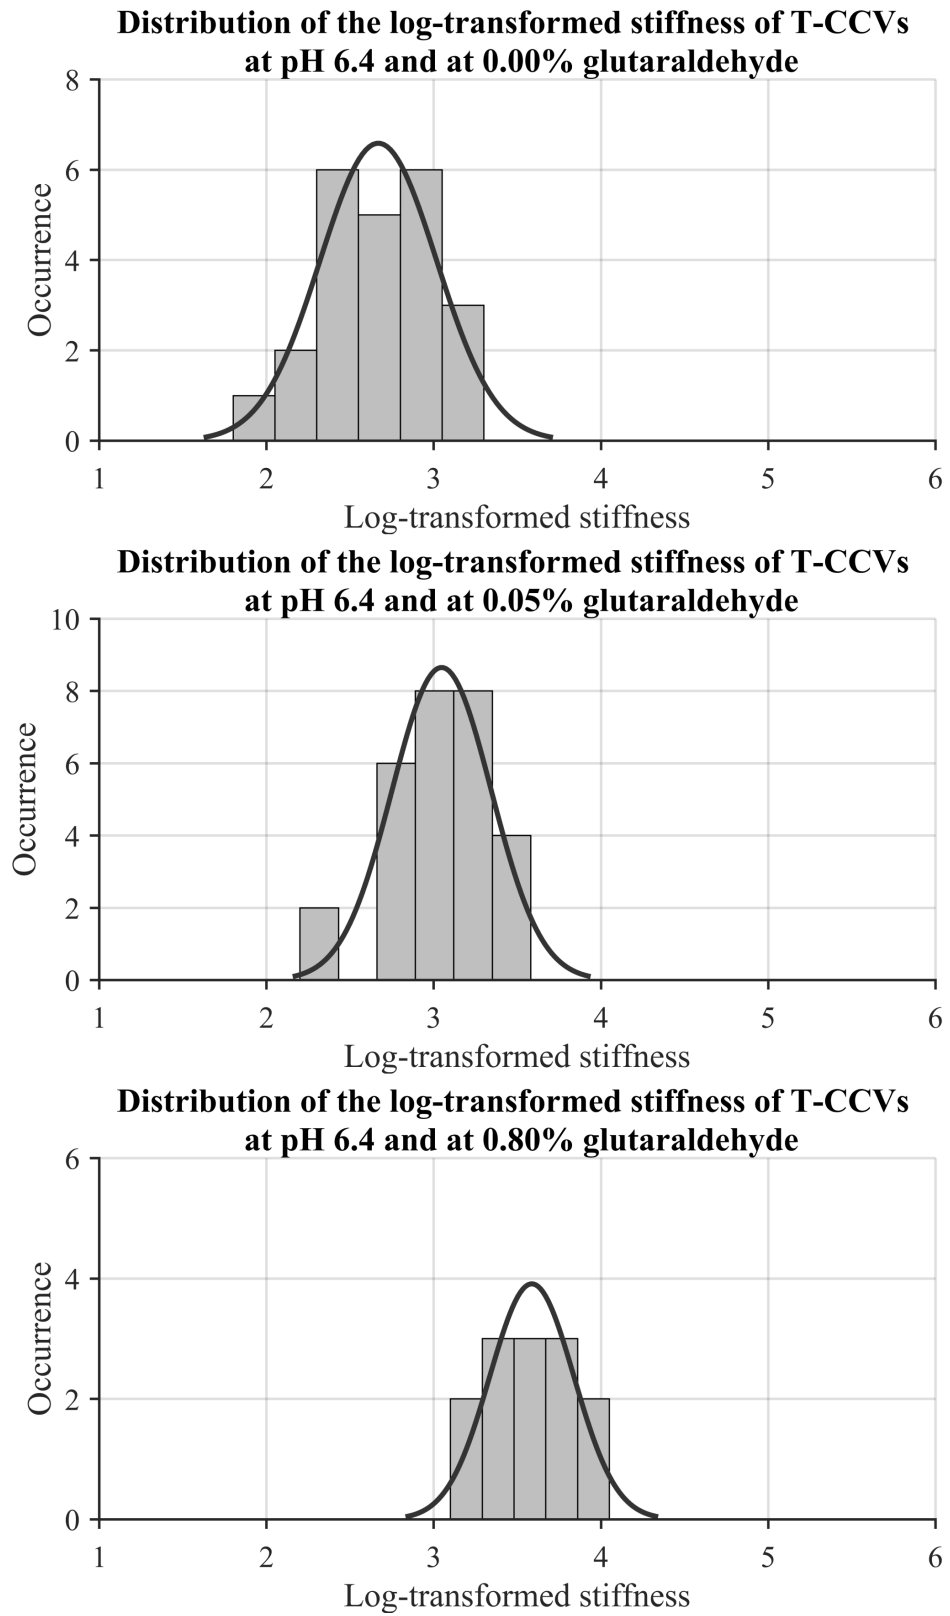 Distribution of the log-transformed stiffness of T-CCVs
at pH 6.4 and at 0.00% glutaraldehyde
8
6
4
2
0
Occurrence
1 2 3 4 5 6
Log-transformed stiffness
Distribution of the log-transformed stiffness of T-CCVs
at pH 6.4 and at 0.05% glutaraldehyde
10
8
6
4
2
0
Occurrence
1 2 3 4 5 6
Log-transformed stiffness
Distribution of the log-transformed stiffness of T-CCVs
at pH 6.4 and at 0.80% glutaraldehyde
6
4
2
0
Occurrence
1 2 3 4 5 6
Log-transformed stiffness